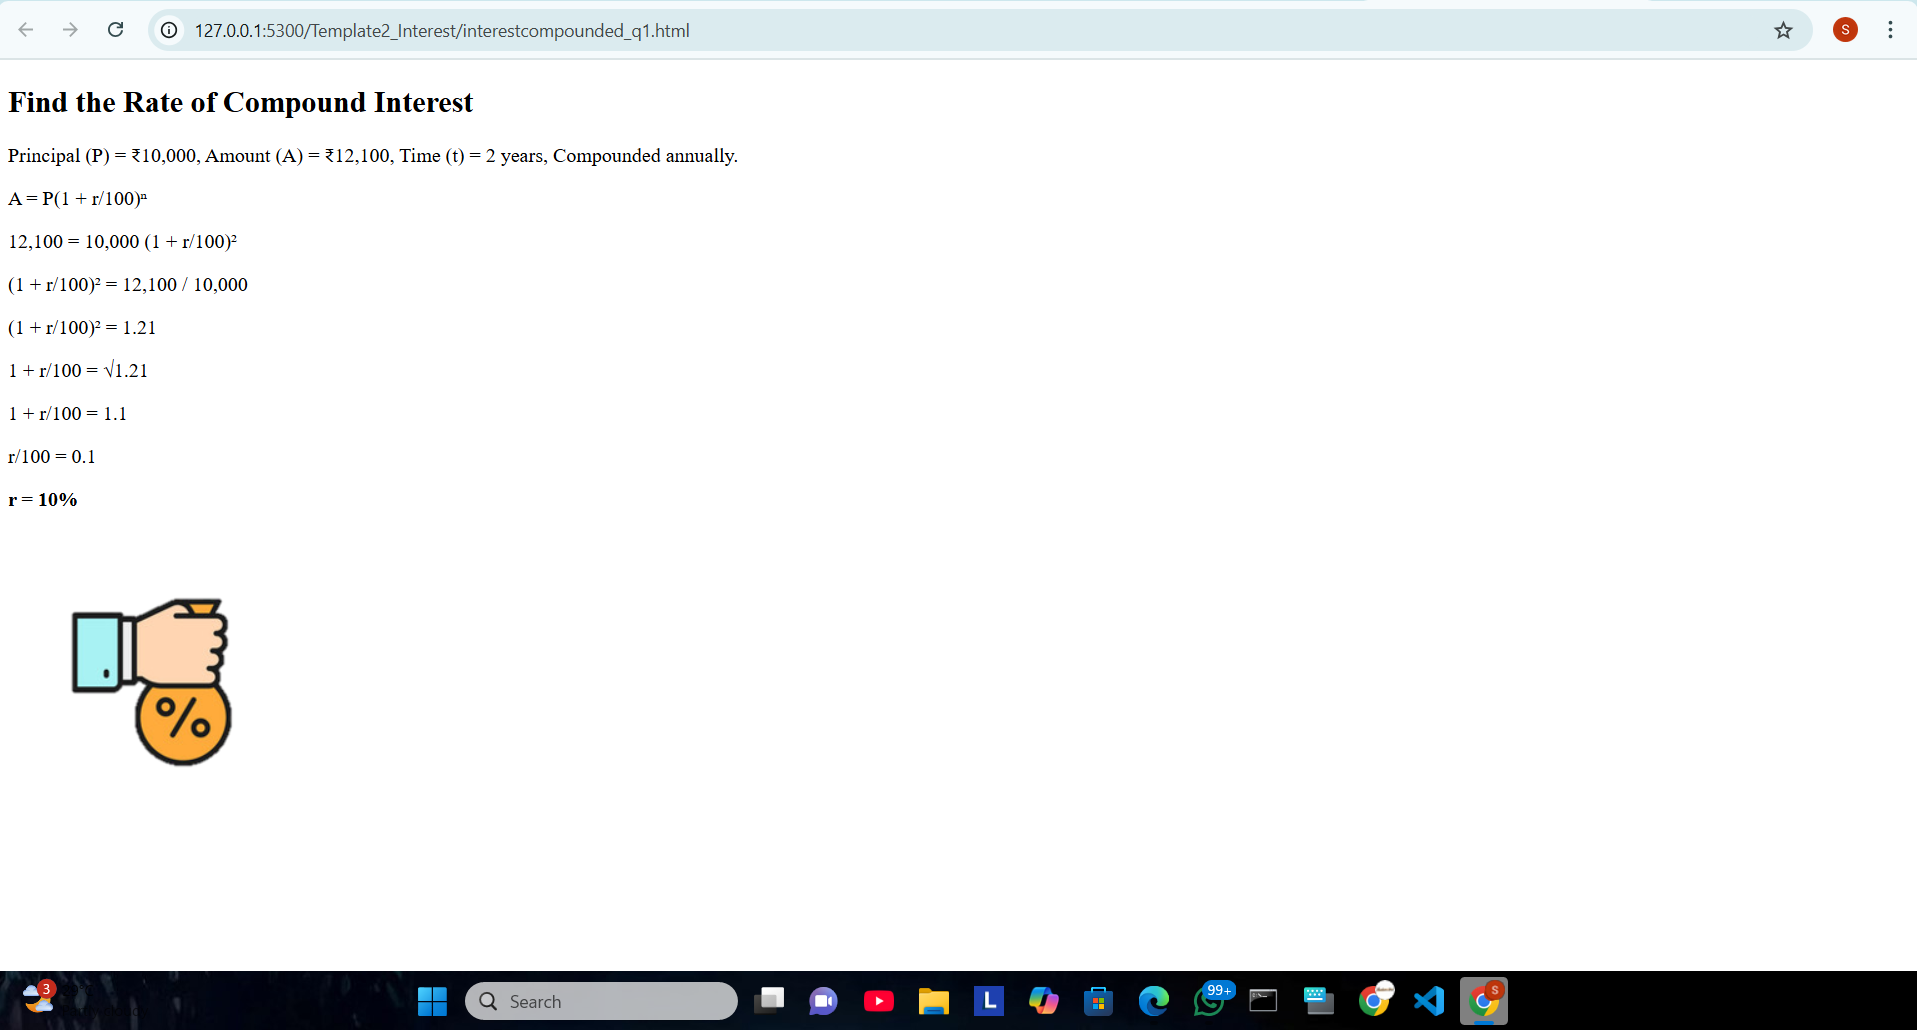 127.0.0.1:5300/Template2_Interest/interestcompounded_q1.html
S
Find the Rate of Compound Interest
Principal (P) = ₹10,000, Amount (A) = ₹12,100, Time (t) = 2 years, Compounded annually.
A = P(1 + r/100)ⁿ
12,100 = 10,000 (1 + r/100)²
(1 + r/100)² = 12,100 / 10,000
(1 + r/100)² = 1.21
1 + r/100 = √1.21
1 + r/100 = 1.1
r/100 = 0.1
r = 10%
%
3
Search
L
99+
S